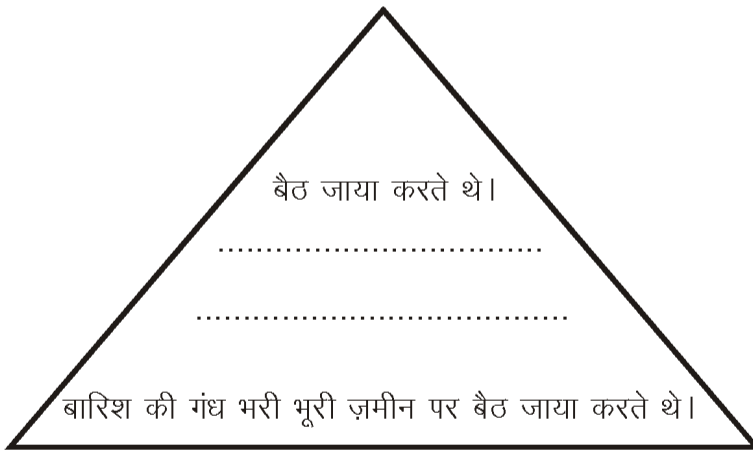 बैठ जाया करते थे।
.................................
......................................
बारिश की गंध भरी भूरी ज़मीन पर बैठ जाया करते थे।